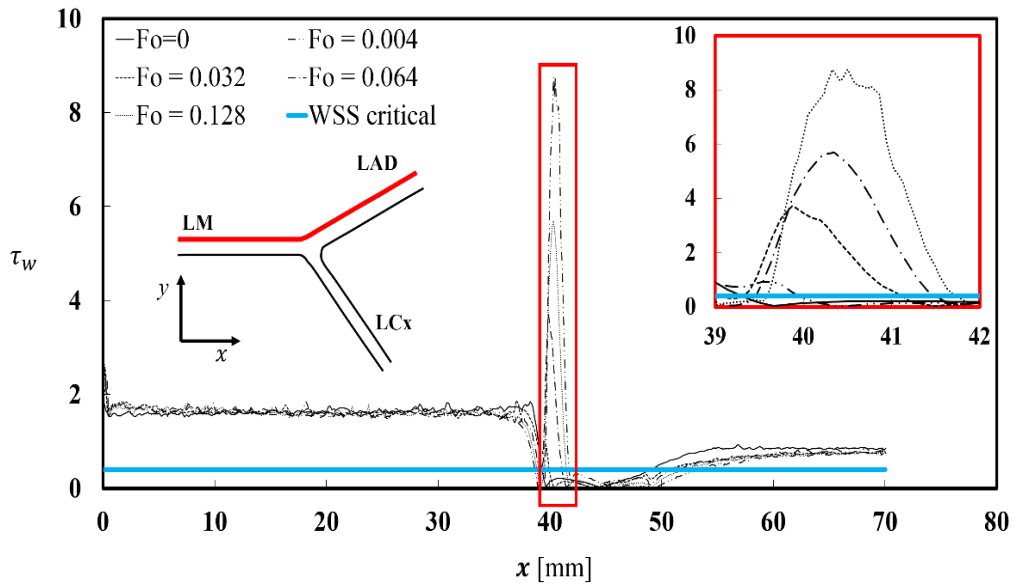 10
8
6
4
2
0
τw
Fo=0
Fo = 0.004
Fo = 0.032
Fo = 0.064
Fo = 0.128
WSS critical
LAD
LM
LCx
y
x
10
8
6
4
2
0
39 40 41 42
0 10 20 30 40 50 60 70 80
x [mm]